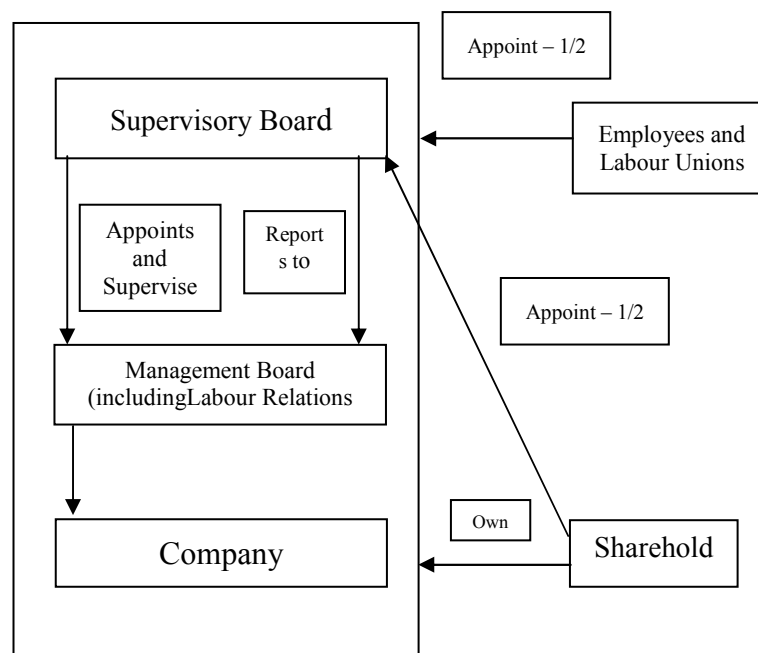 Appoint – 1/2
Supervisory Board
Employees and
Labour Unions
Appoints
and
Supervise
Report
s to
Appoint – 1/2
Management Board
(includingLabour Relations
Own
Company
Sharehold